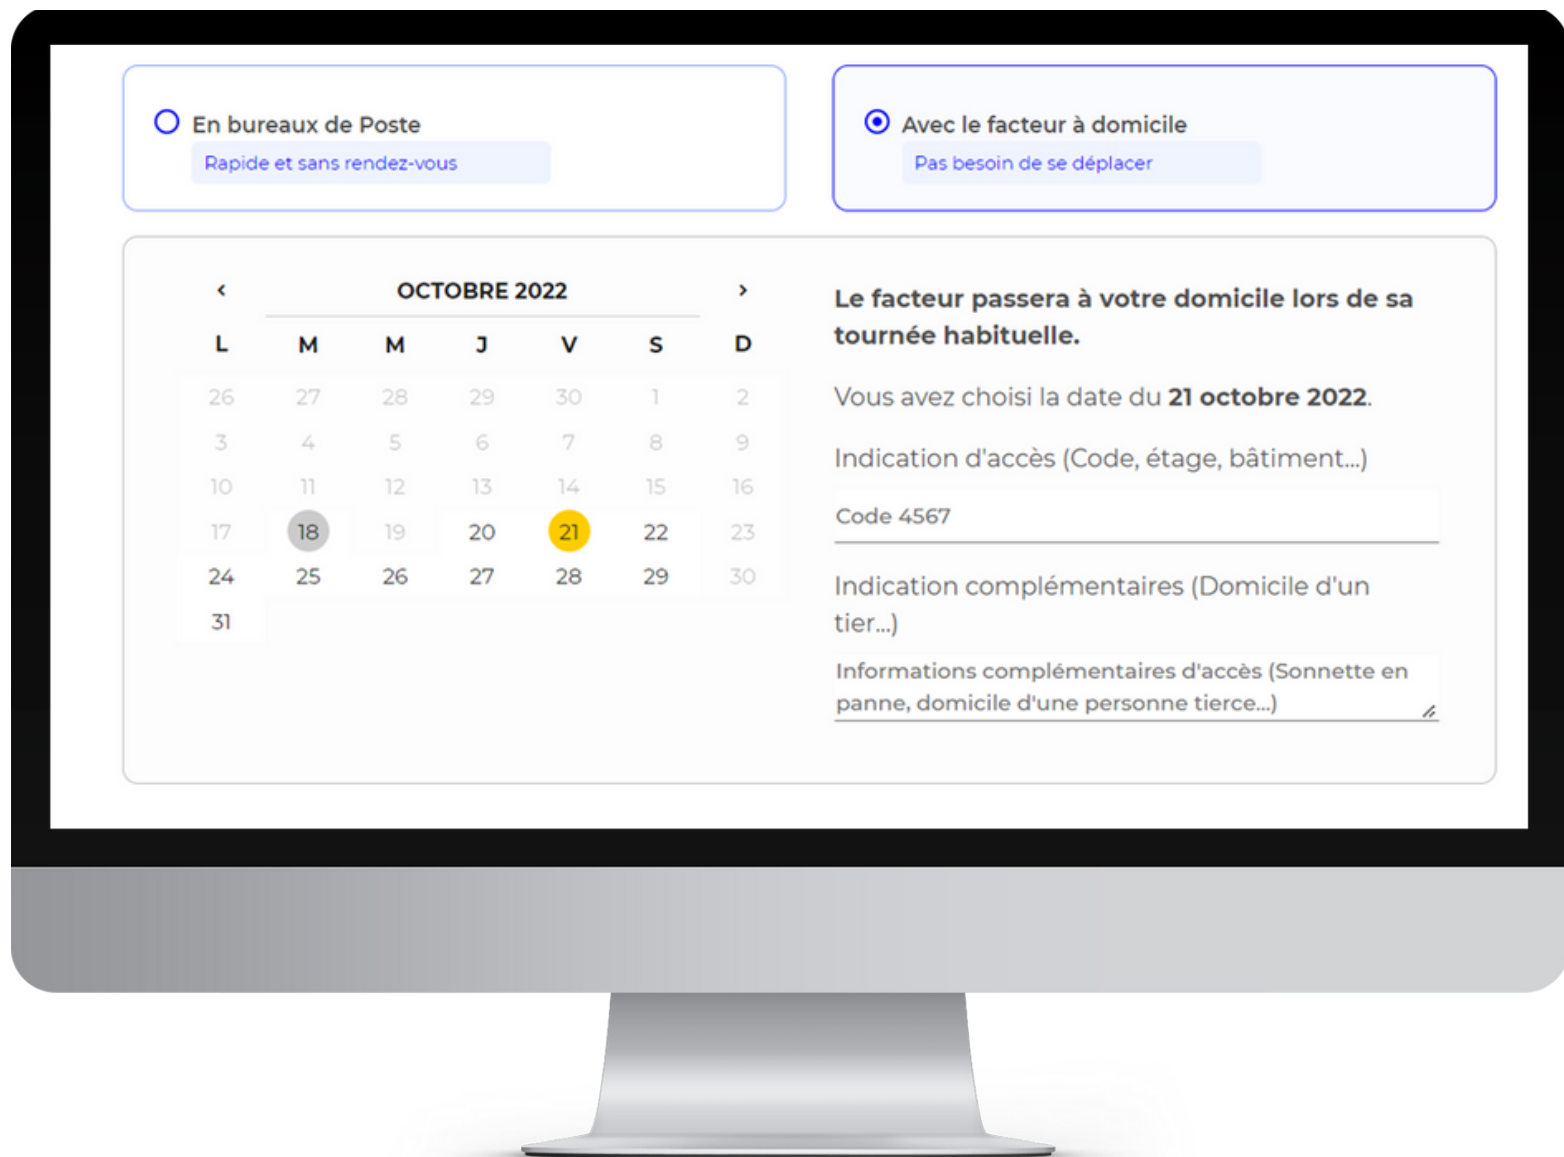 En bureaux de Poste
Rapide et sans rendez-vous
Avec le facteur à domicile
Pas besoin de se déplacer
‹ OCTOBRE 2022 ›
L M M J V S D
26 27 28 29 30 1 2
3 4 5 6 7 8 9
10 11 12 13 14 15 16
17 18 19 20 21 22 23
24 25 26 27 28 29 30
31
Le facteur passera à votre domicile lors de sa
tournée habituelle.
Vous avez choisi la date du 21 octobre 2022.
Indication d'accès (Code, étage, bâtiment...)
Code 4567
Indication complémentaires (Domicile d'un
tier...)
Informations complémentaires d'accès (Sonnette en
panne, domicile d'une personne tierce...)